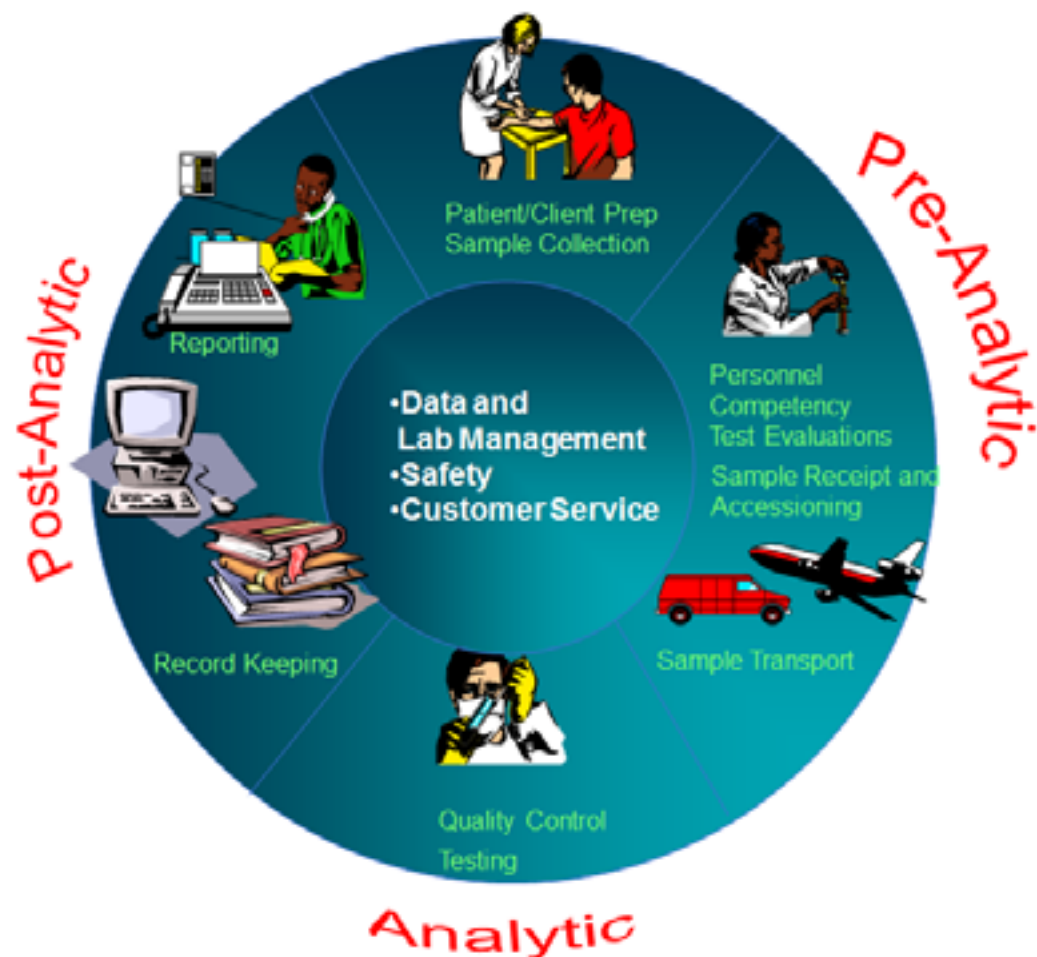 Patient/Client Prep
Sample Collection
Pre-Analytic
Personnel
Competency
Test Evaluations
Sample Receipt and
Accessioning
Sample Transport
Quality Control
Testing
Analytic
Record Keeping
Reporting
Post-Analytic
•Data and
Lab Management
•Safety
•Customer Service